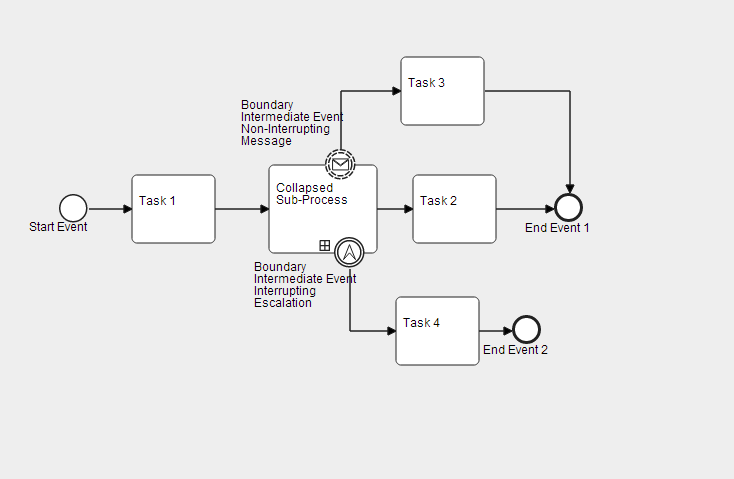 Task 3
Boundary
Intermediate Event
Non-Interrupting
Message
Collapsed
Sub-Process
Task 1
Task 2
Start Event
End Event 1
Boundary
Intermediate Event
Interrupting
Escalation
Task 4
End Event 2